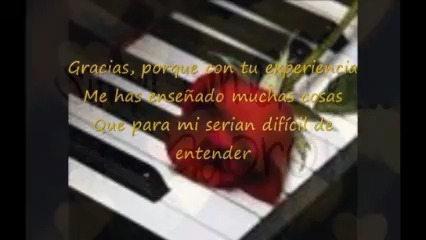 Gracias, porque con tu experiencia
Me has enseñado muchas cosas
Que para mi serian difícil de
entender